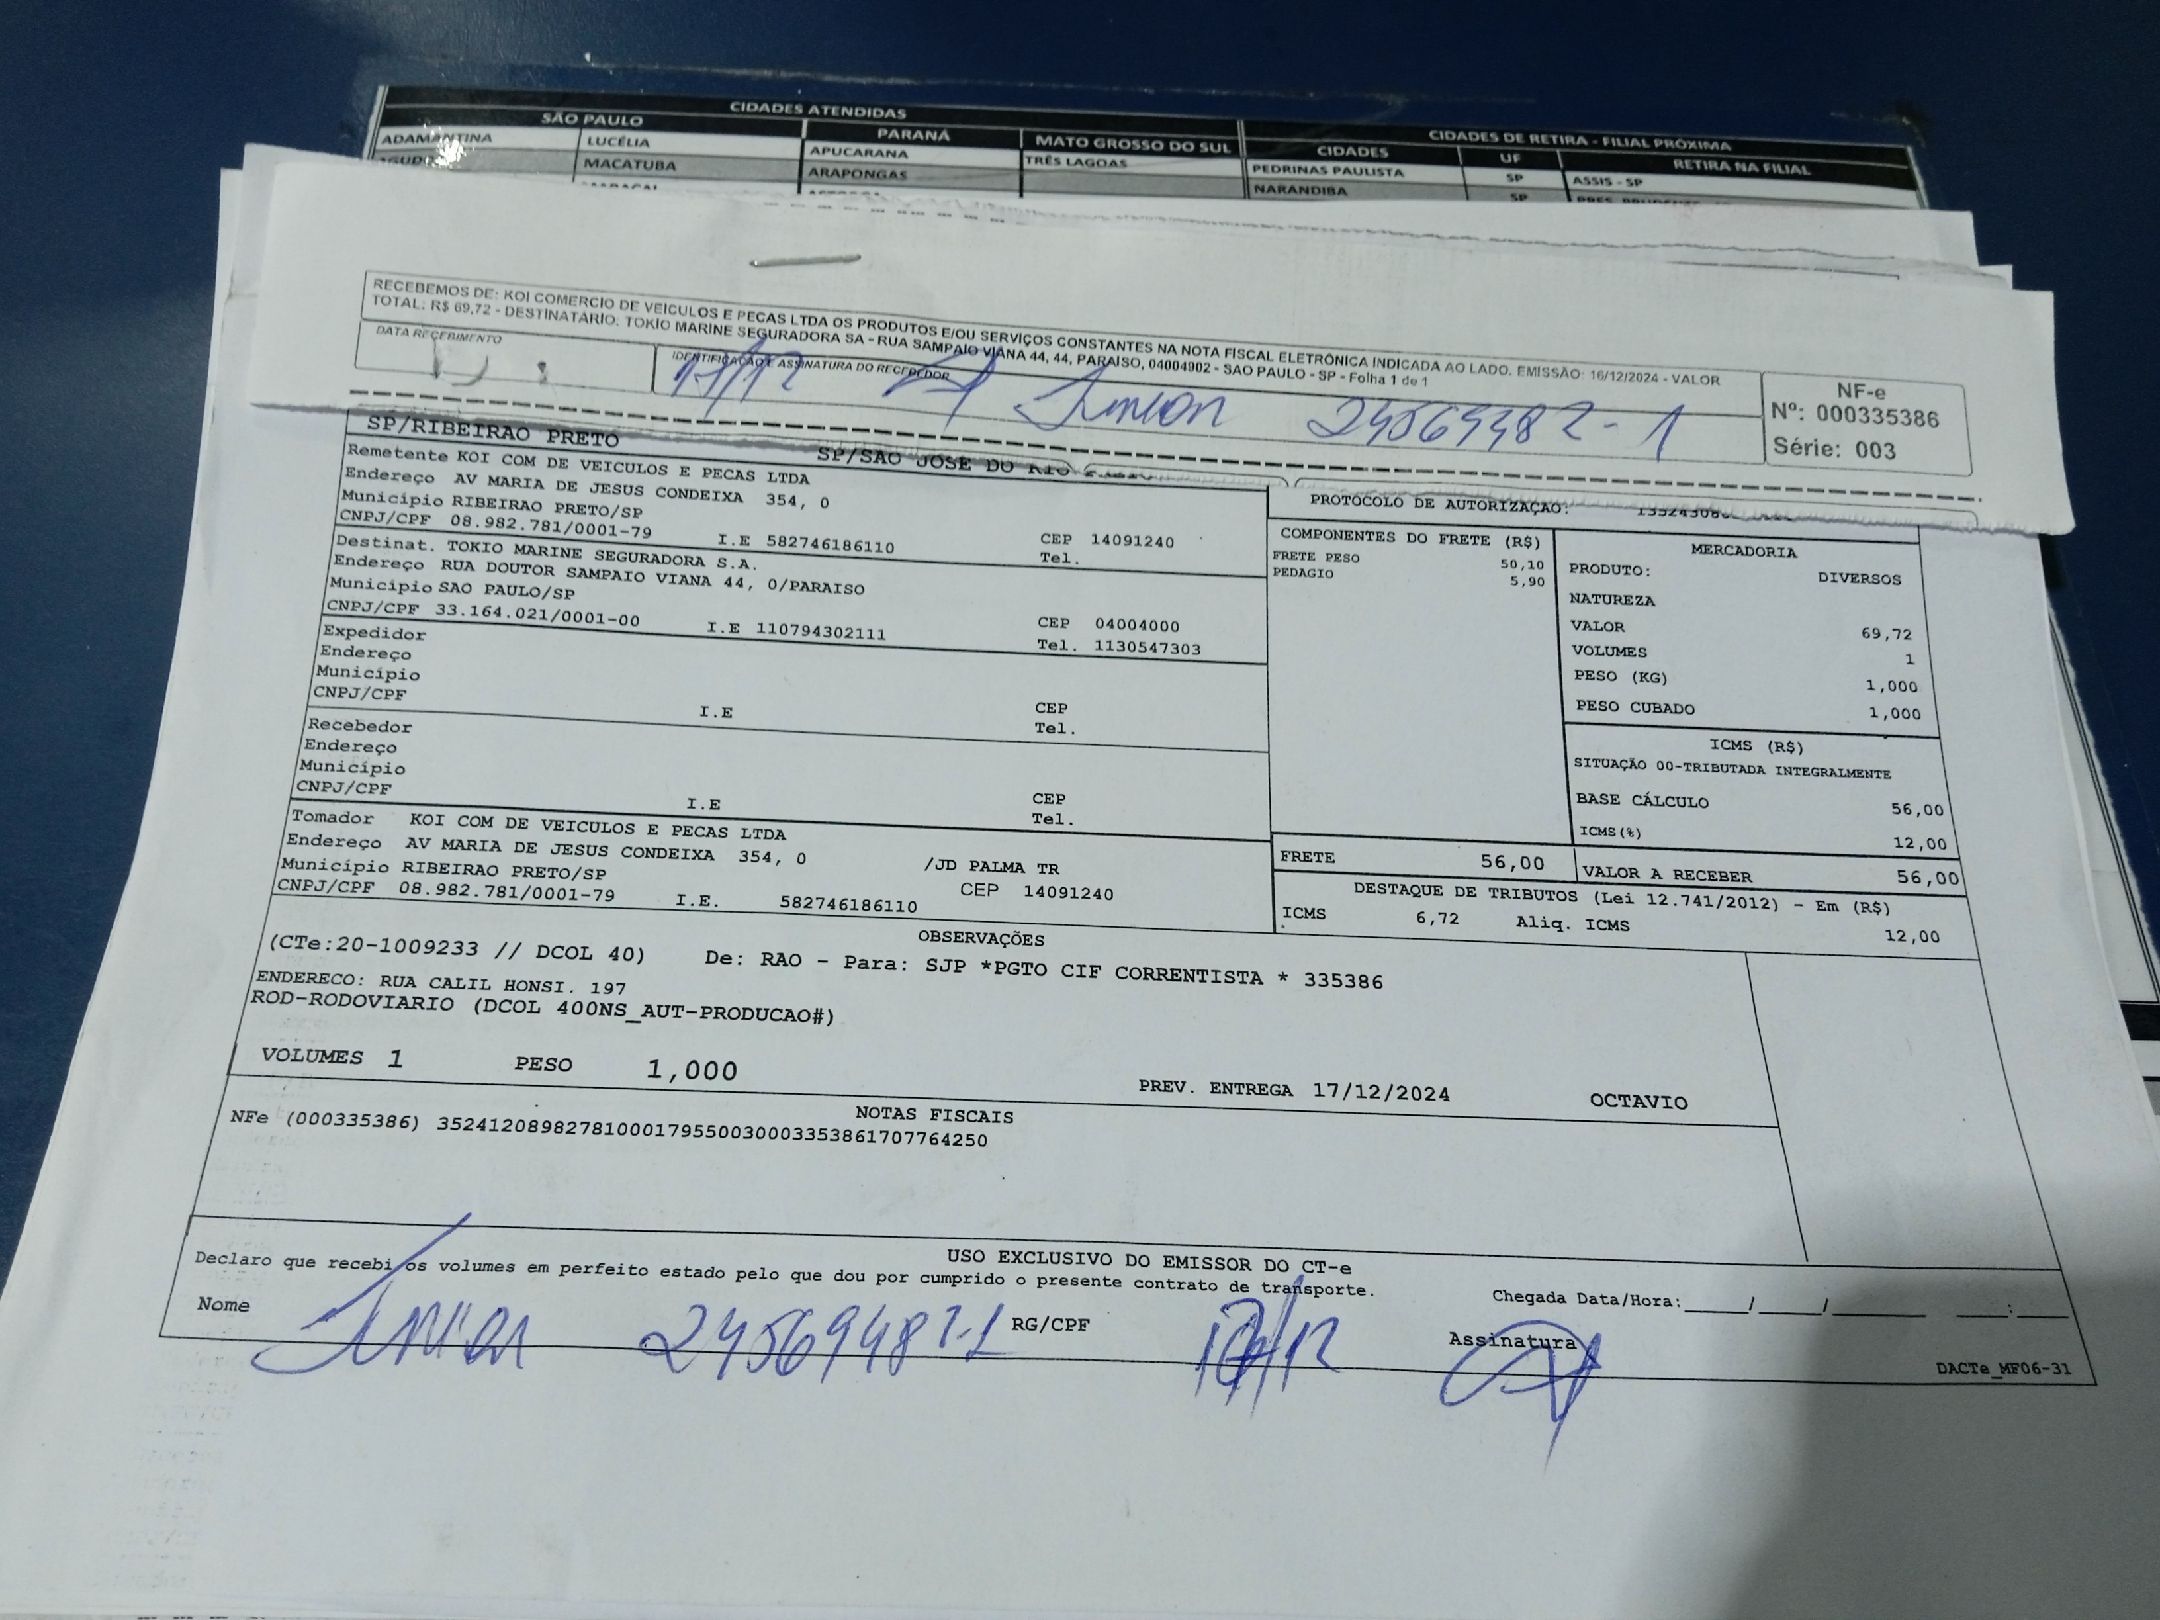 CIDADES ATENDIDAS
SÃO PAULO PARANÁ MATO GROSSO DO SUL
ADAMANTINA LUCÉLIA APUCARANA TRÊS LAGOAS
MACATUBA ARAPONGAS
CIDADES DE RETIRA - FILIAL PRÓXIMA
CIDADES UF RETIRA NA FILIAL
PEDRINAS PAULISTA SP ASSIS - SP
NARANDIBA SP
RECEBEMOS DE: KOI COMERCIO DE VEICULOS E PECAS LTDA OS PRODUTOS E/OU SERVIÇOS CONSTANTES NA NOTA FISCAL ELETRÔNICA INDICADA AO LADO. EMISSÃO: 16/12/2024 - VALOR
TOTAL: R$ 69,72 - DESTINATÁRIO: TOKIO MARINE SEGURADORA SA - RUA SAMPAIO VIANA 44, 44, PARAISO, 04004902 - SAO PAULO - SP - Folha 1 de 1
DATA RECEBIMENTO
IDENTIFICAÇÃO E ASSINATURA DO RECEBEDOR
17/12 Junior
NF-e
Nº: 000335386
Série: 003
SP/RIBEIRAO PRETO SP/SAO JOSE DO RIO
Remetente KOI COM DE VEICULOS E PECAS LTDA
Endereço AV MARIA DE JESUS CONDEIXA 354, 0
Município RIBEIRAO PRETO/SP CEP 14091240
CNPJ/CPF 08.982.781/0001-79 I.E 582746186110 Tel.
Destinat. TOKIO MARINE SEGURADORA S.A.
Endereço RUA DOUTOR SAMPAIO VIANA 44, 0/PARAISO
Município SAO PAULO/SP CEP 04004000
CNPJ/CPF 33.164.021/0001-00 I.E 110794302111 Tel. 1130547303
Expedidor
Endereço
Município CEP
CNPJ/CPF I.E Tel.
Recebedor
Endereço
Município CEP
CNPJ/CPF I.E Tel.
Tomador KOI COM DE VEICULOS E PECAS LTDA
Endereço AV MARIA DE JESUS CONDEIXA 354, 0 /JD PALMA TR
Município RIBEIRAO PRETO/SP CEP 14091240
CNPJ/CPF 08.982.781/0001-79 I.E. 582746186110
PROTOCOLO DE AUTORIZAÇÃO:
COMPONENTES DO FRETE (R$)
FRETE PESO 50,10
PEDAGIO 5,90
MERCADORIA
PRODUTO: DIVERSOS
NATUREZA
VALOR 69,72
VOLUMES 1
PESO (KG) 1,000
PESO CUBADO 1,000
ICMS (R$)
SITUAÇÃO 00-TRIBUTADA INTEGRALMENTE
BASE CÁLCULO 56,00
ICMS(%) 12,00
FRETE 56,00 VALOR A RECEBER 56,00
DESTAQUE DE TRIBUTOS (Lei 12.741/2012) - Em (R$)
ICMS 6,72 Aliq. ICMS 12,00
OBSERVAÇÕES
(CTe:20-1009233 // DCOL 40) De: RAO - Para: SJP *PGTO CIF CORRENTISTA * 335386
ENDERECO: RUA CALIL HONSI. 197
ROD-RODOVIARIO (DCOL 400NS_AUT-PRODUCAO#)
VOLUMES 1 PESO 1,000 PREV. ENTREGA 17/12/2024 OCTAVIO
NOTAS FISCAIS
NFe (000335386) 35241208982781000179550030003353861707764250
USO EXCLUSIVO DO EMISSOR DO CT-e
Declaro que recebi os volumes em perfeito estado pelo que dou por cumprido o presente contrato de transporte.
Chegada Data/Hora:_____/_____/_______ ____:____
Nome Junior RG/CPF Assinatura
DACTe_MF06-31